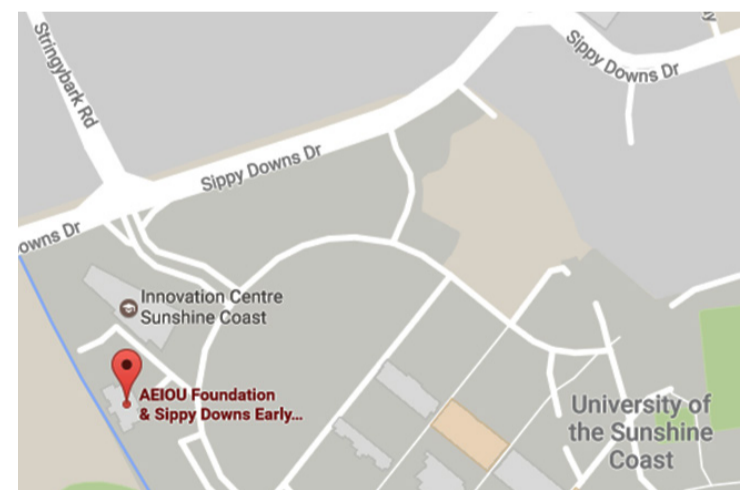 Stringybark Rd
Sippy Downs Dr
Sippy Downs Dr
owns Dr
Innovation Centre
Sunshine Coast
AEIOU Foundation
& Sippy Downs Early...
University of
the Sunshine
Coast